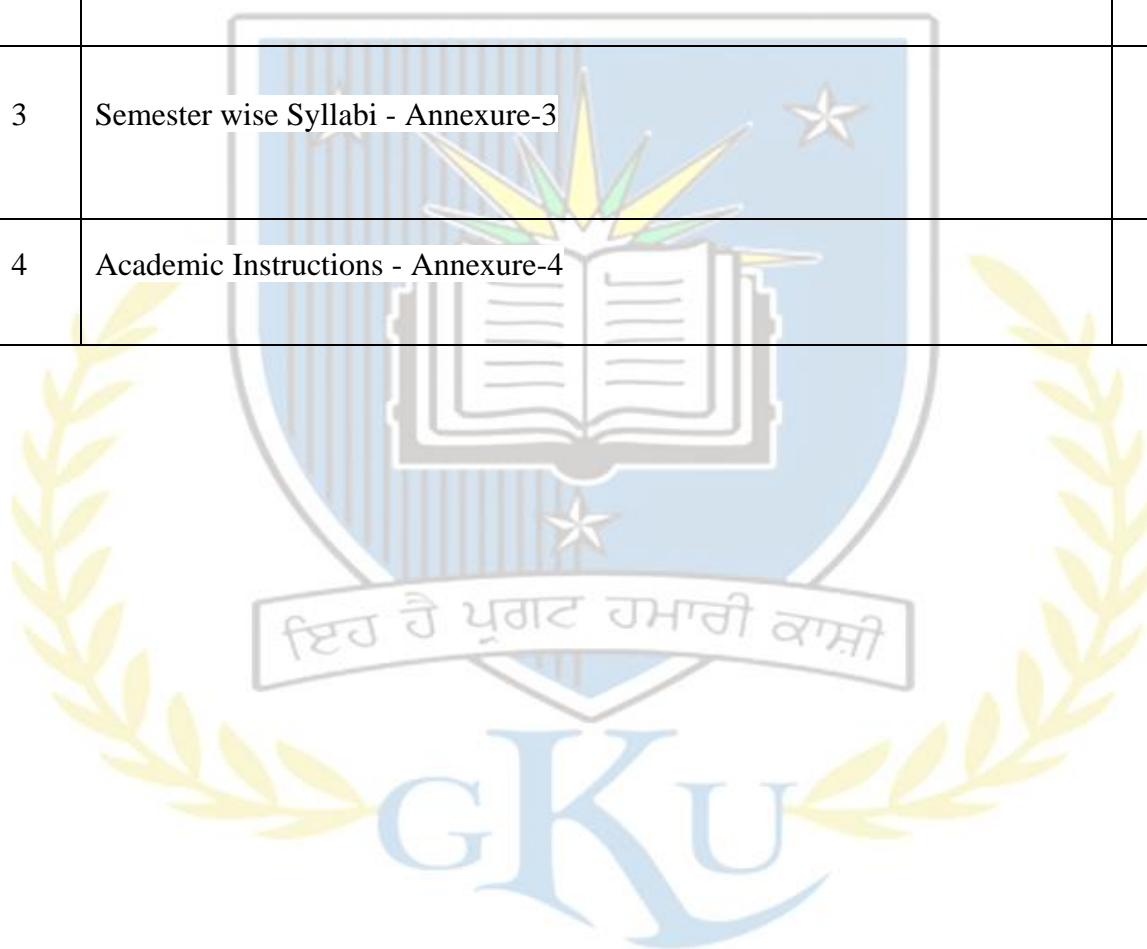 3 Semester wise Syllabi - Annexure-3
4 Academic Instructions - Annexure-4
ਇਹ ਹੈ ਪ੍ਰਗਟ ਹਮਾਰੀ ਕਾਸ਼ੀ
GKU